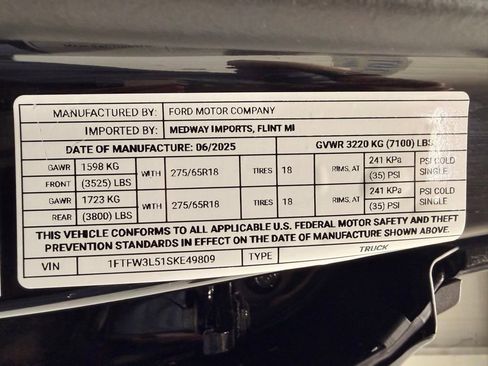 MANUFACTURED BY: FORD MOTOR COMPANY
IMPORTED BY: MEDWAY IMPORTS, FLINT MI
DATE OF MANUFACTURE: 06/2025 GVWR 3220 KG (7100) LBS
GAWR 1598 KG WITH 275/65R18 TIRES 18 RIMS, AT 241 KPa PSI COLD
FRONT (3525) LBS (35) PSI SINGLE
GAWR 1723 KG WITH 275/65R18 TIRES 18 RIMS, AT 241 KPa PSI COLD
REAR (3800) LBS (35) PSI SINGLE
THIS VEHICLE CONFORMS TO ALL APPLICABLE U.S. FEDERAL MOTOR SAFETY AND THEFT
PREVENTION STANDARDS IN EFFECT ON THE DATE OF MANUFACTURE SHOWN ABOVE.
VIN 1FTFW3L51SKE49809 TYPE TRUCK